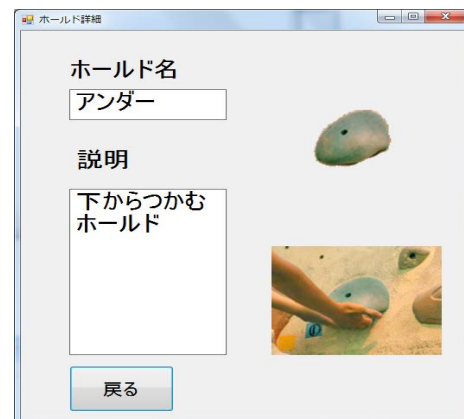 ホールド詳細
ホールド名
アンダー
説明
下からつかむ
ホールド
戻る